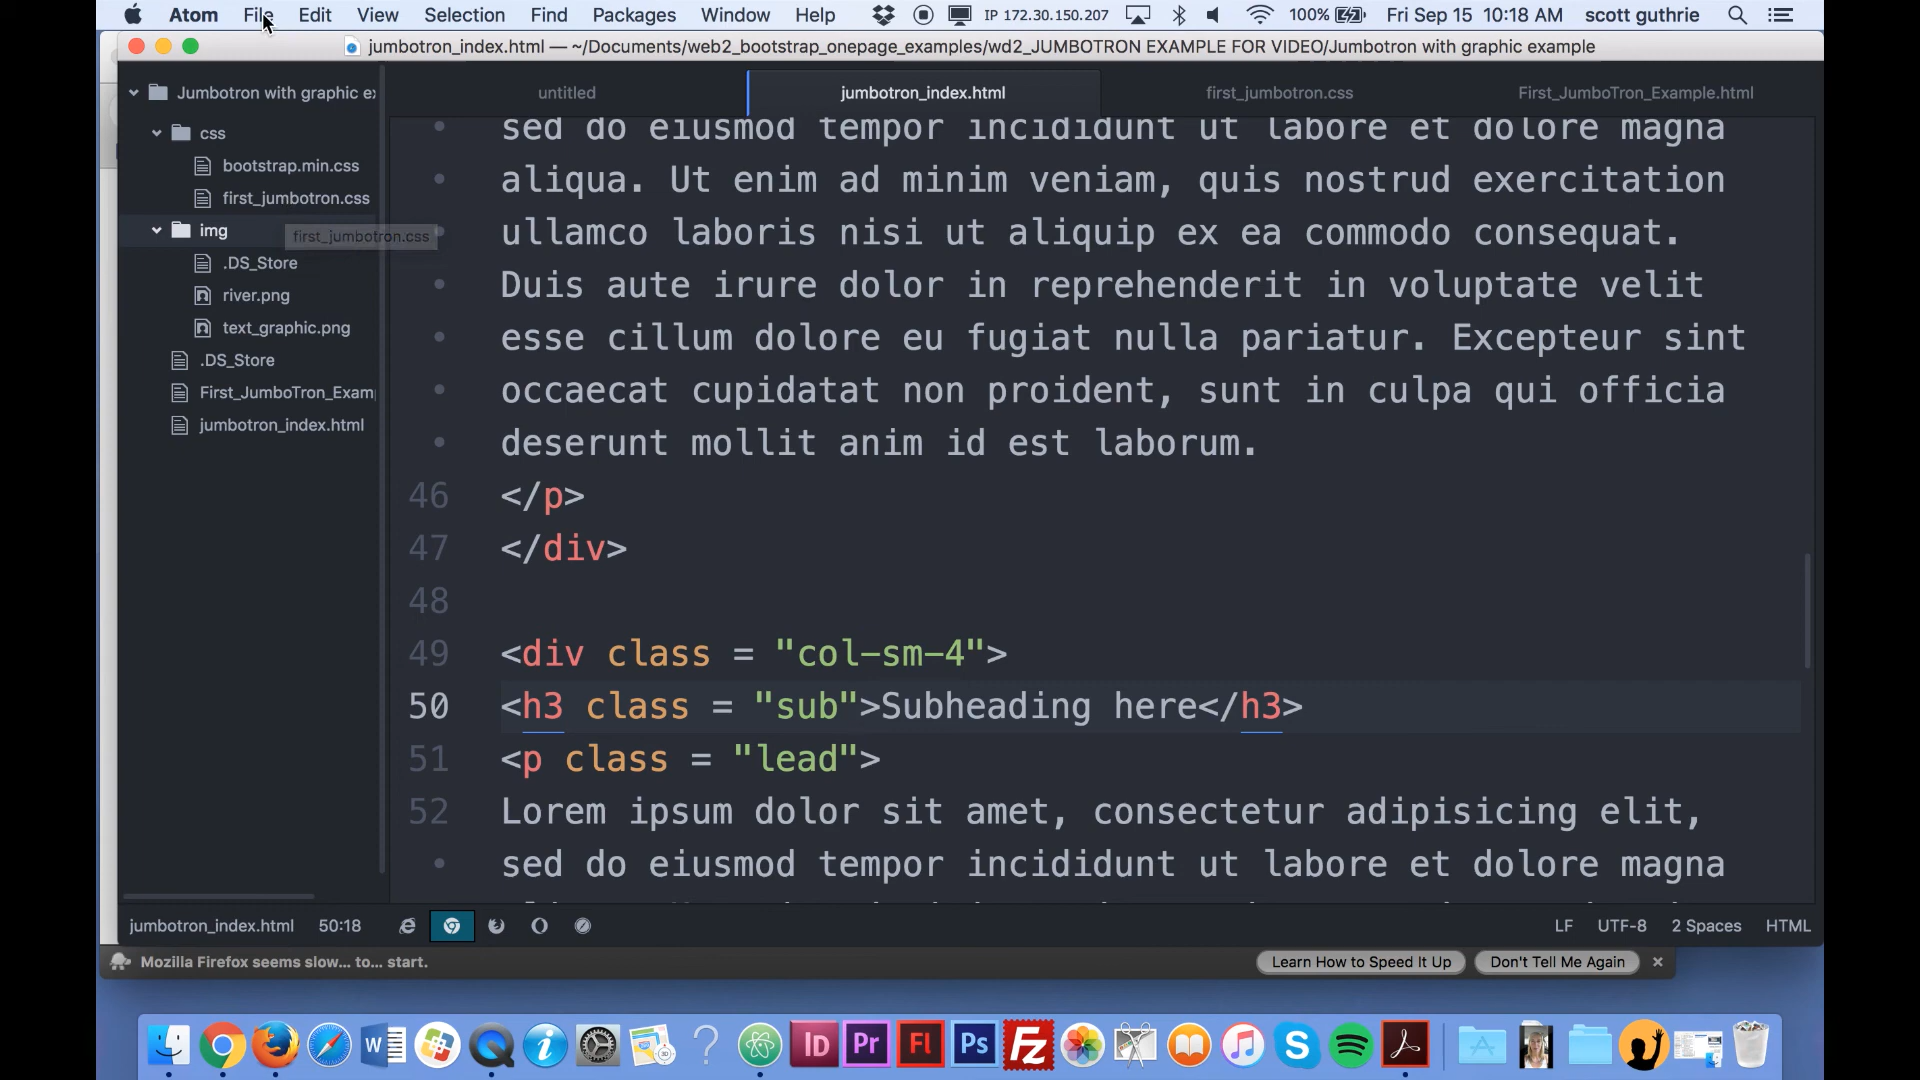 Atom File Edit View Selection Find Packages Window Help IP 172.30.150.207 100% Fri Sep 15 10:18 AM scott guthrie
jumbotron_index.html — ~/Documents/web2_bootstrap_onepage_examples/wd2_JUMBOTRON EXAMPLE FOR VIDEO/Jumbotron with graphic example
Jumbotron with graphic ex
css
bootstrap.min.css
first_jumbotron.css
img
first_jumbotron.css
.DS_Store
river.png
text_graphic.png
.DS_Store
First_JumboTron_Exam
jumbotron_index.html
untitled jumbotron_index.html first_jumbotron.css First_JumboTron_Example.html
sed do eiusmod tempor incididunt ut labore et dolore magna
aliqua. Ut enim ad minim veniam, quis nostrud exercitation
ullamco laboris nisi ut aliquip ex ea commodo consequat.
Duis aute irure dolor in reprehenderit in voluptate velit
esse cillum dolore eu fugiat nulla pariatur. Excepteur sint
occaecat cupidatat non proident, sunt in culpa qui officia
deserunt mollit anim id est laborum.
46 </p>
47 </div>
48
49 <div class = "col-sm-4">
50 <h3 class = "sub">Subheading here</h3>
51 <p class = "lead">
52 Lorem ipsum dolor sit amet, consectetur adipisicing elit,
sed do eiusmod tempor incididunt ut labore et dolore magna
jumbotron_index.html 50:18 LF UTF-8 2 Spaces HTML
Mozilla Firefox seems slow... to... start. Learn How to Speed It Up Don't Tell Me Again
W Id Pr Fl Ps Fz